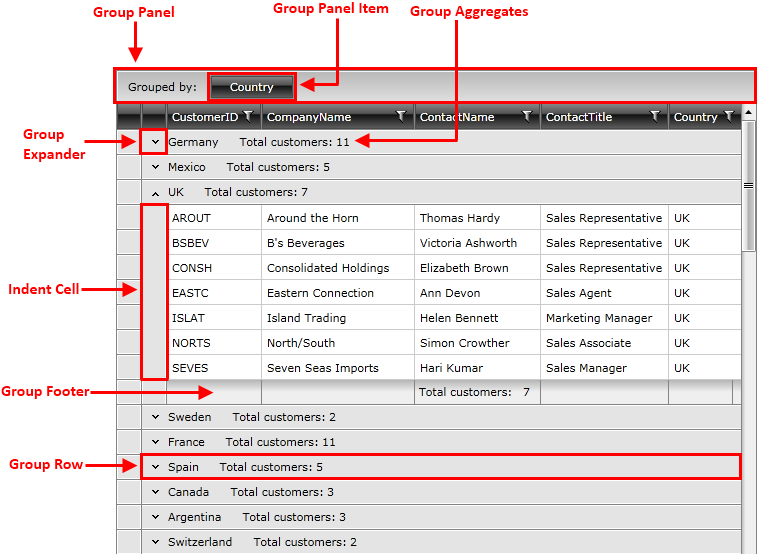 Group Panel
Group Panel Item
Group Aggregates
Grouped by: Country
CustomerID CompanyName ContactName ContactTitle Country
Group Expander
Germany Total customers: 11
Mexico Total customers: 5
UK Total customers: 7
AROUT Around the Horn Thomas Hardy Sales Representative UK
BSBEV B's Beverages Victoria Ashworth Sales Representative UK
CONSH Consolidated Holdings Elizabeth Brown Sales Representative UK
Indent Cell
EASTC Eastern Connection Ann Devon Sales Agent UK
ISLAT Island Trading Helen Bennett Marketing Manager UK
NORTS North/South Simon Crowther Sales Associate UK
SEVES Seven Seas Imports Hari Kumar Sales Manager UK
Group Footer
Total customers: 7
Sweden Total customers: 2
France Total customers: 11
Group Row
Spain Total customers: 5
Canada Total customers: 3
Argentina Total customers: 3
Switzerland Total customers: 2